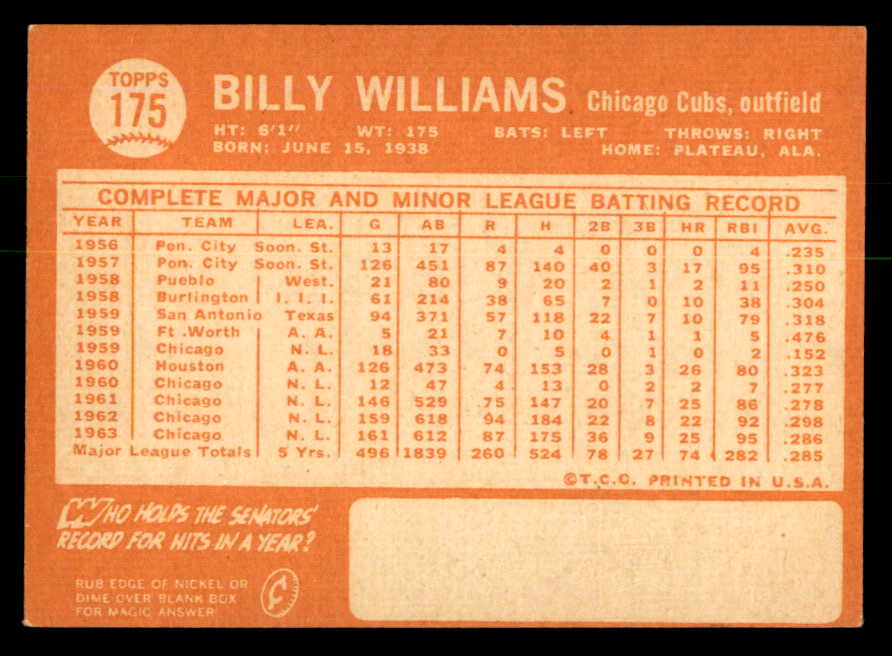 TOPPS
175
BILLY WILLIAMS Chicago Cubs, outfield
HT: 6'1" WT: 175 BATS: LEFT THROWS: RIGHT
BORN: JUNE 15, 1938 HOME: PLATEAU, ALA.
COMPLETE MAJOR AND MINOR LEAGUE BATTING RECORD
YEAR TEAM LEA. G AB R H 2B 3B HR RBI AVG.
1956 Pon. City Soon. St. 13 17 4 4 0 0 0 4 .235
1957 Pon. City Soon. St. 126 451 87 140 40 3 17 95 .310
1958 Pueblo West. 21 80 9 20 2 1 2 11 .250
1958 Burlington I. I. I. 61 214 38 65 7 0 10 38 .304
1959 San Antonio Texas 94 371 57 118 22 7 10 79 .318
1959 Ft. Worth A. A. 5 21 7 10 4 1 1 5 .476
1959 Chicago N. L. 18 33 0 5 0 1 0 2 .152
1960 Houston A. A. 126 473 74 153 28 3 26 80 .323
1960 Chicago N. L. 12 47 4 13 0 2 2 7 .277
1961 Chicago N. L. 146 529 75 147 20 7 25 86 .278
1962 Chicago N. L. 159 618 94 184 22 8 22 92 .298
1963 Chicago N. L. 161 612 87 175 36 9 25 95 .286
Major League Totals 5 Yrs. 496 1839 260 524 78 27 74 282 .285
©T.C.G. PRINTED IN U.S.A.
WHO HOLDS THE SENATORS'
RECORD FOR HITS IN A YEAR?
RUB EDGE OF NICKEL OR
DIME OVER BLANK BOX
FOR MAGIC ANSWER
¢